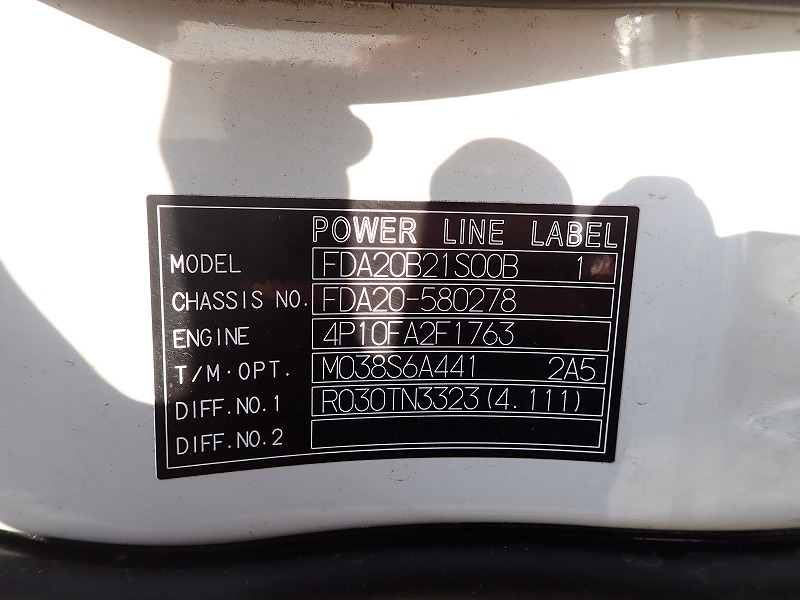 POWER LINE LABEL
MODEL FDA20B21S00B 1
CHASSIS NO. FDA20-580278
ENGINE 4P10FA2F1763
T/M·OPT. M038S6A441 2A5
DIFF.NO.1 R030TN3323(4.111)
DIFF.NO.2